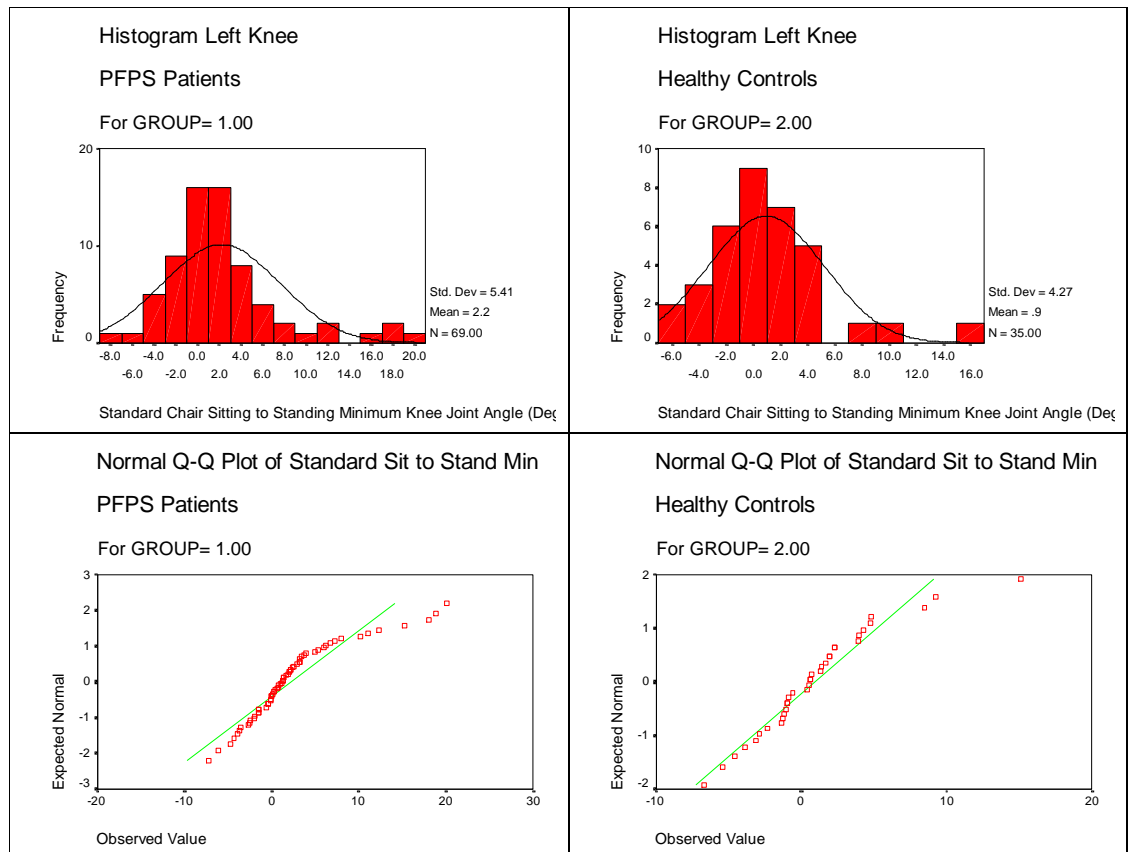 Histogram Left Knee
PFPS Patients
For GROUP= 1.00
20
10
0
Frequency
Std. Dev = 5.41
Mean = 2.2
N = 69.00
-8.0 -4.0 0.0 4.0 8.0 12.0 16.0 20.0
-6.0 -2.0 2.0 6.0 10.0 14.0 18.0
Standard Chair Sitting to Standing Minimum Knee Joint Angle (Deg
Histogram Left Knee
Healthy Controls
For GROUP= 2.00
10
8
6
4
2
0
Frequency
Std. Dev = 4.27
Mean = .9
N = 35.00
-6.0 -2.0 2.0 6.0 10.0 14.0
-4.0 0.0 4.0 8.0 12.0 16.0
Standard Chair Sitting to Standing Minimum Knee Joint Angle (Deg
Normal Q-Q Plot of Standard Sit to Stand Min
PFPS Patients
For GROUP= 1.00
3
2
1
0
-1
-2
-3
Expected Normal
-20 -10 0 10 20 30
Observed Value
Normal Q-Q Plot of Standard Sit to Stand Min
Healthy Controls
For GROUP= 2.00
2
1
0
-1
-2
Expected Normal
-10 0 10 20
Observed Value